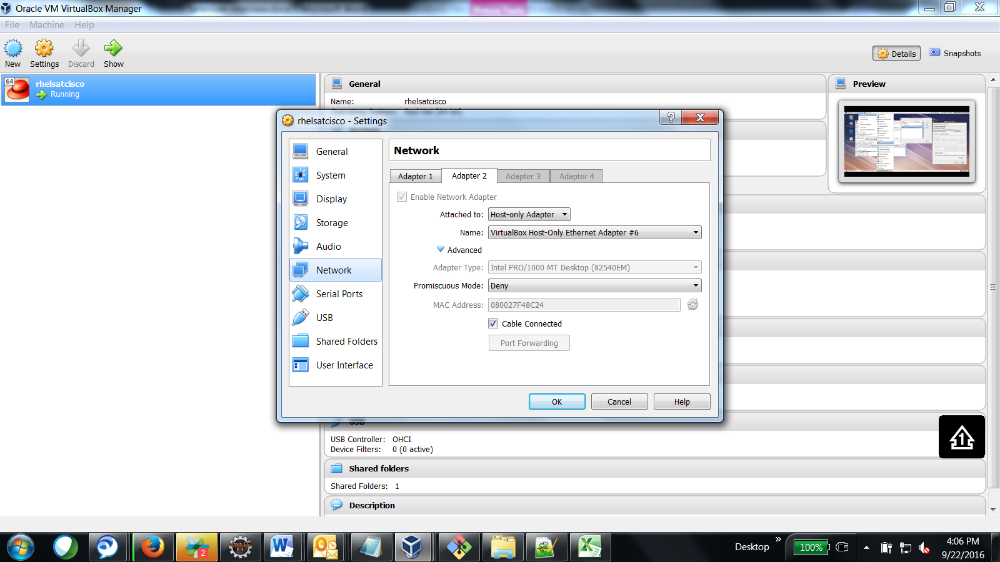 Oracle VM VirtualBox Manager
File Machine Help
New Settings Discard Show
Details Snapshots
64
rhelsatcisco
Running
General
Name: rhelsatcisco
Preview
rhelsatcisco - Settings
General
System
Display
Storage
Audio
Network
Serial Ports
USB
Shared Folders
User Interface
Network
Adapter 1 Adapter 2 Adapter 3 Adapter 4
Enable Network Adapter
Attached to: Host-only Adapter
Name: VirtualBox Host-Only Ethernet Adapter #6
Advanced
Adapter Type: Intel PRO/1000 MT Desktop (82540EM)
Promiscuous Mode: Deny
MAC Address: 080027F48C24
Cable Connected
Port Forwarding
OK Cancel Help
USB Controller: OHCI
Device Filters: 0 (0 active)
1
Shared folders
Shared Folders: 1
Description
2
Java EE
IDE
Desktop
100%
4:06 PM
9/22/2016